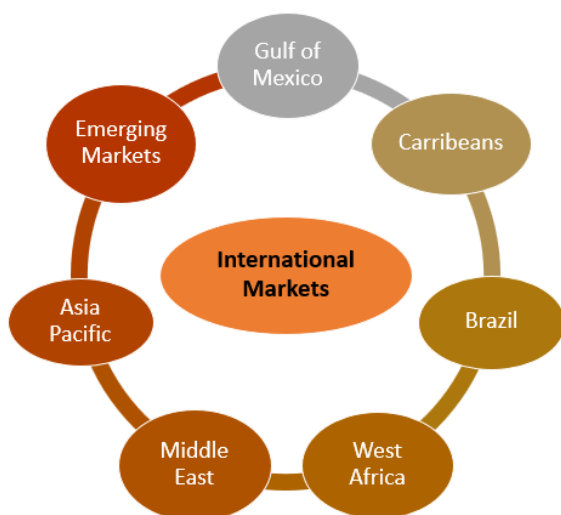 Gulf of
Mexico
Carribeans
Brazil
West
Africa
Middle
East
Asia
Pacific
Emerging
Markets
International
Markets